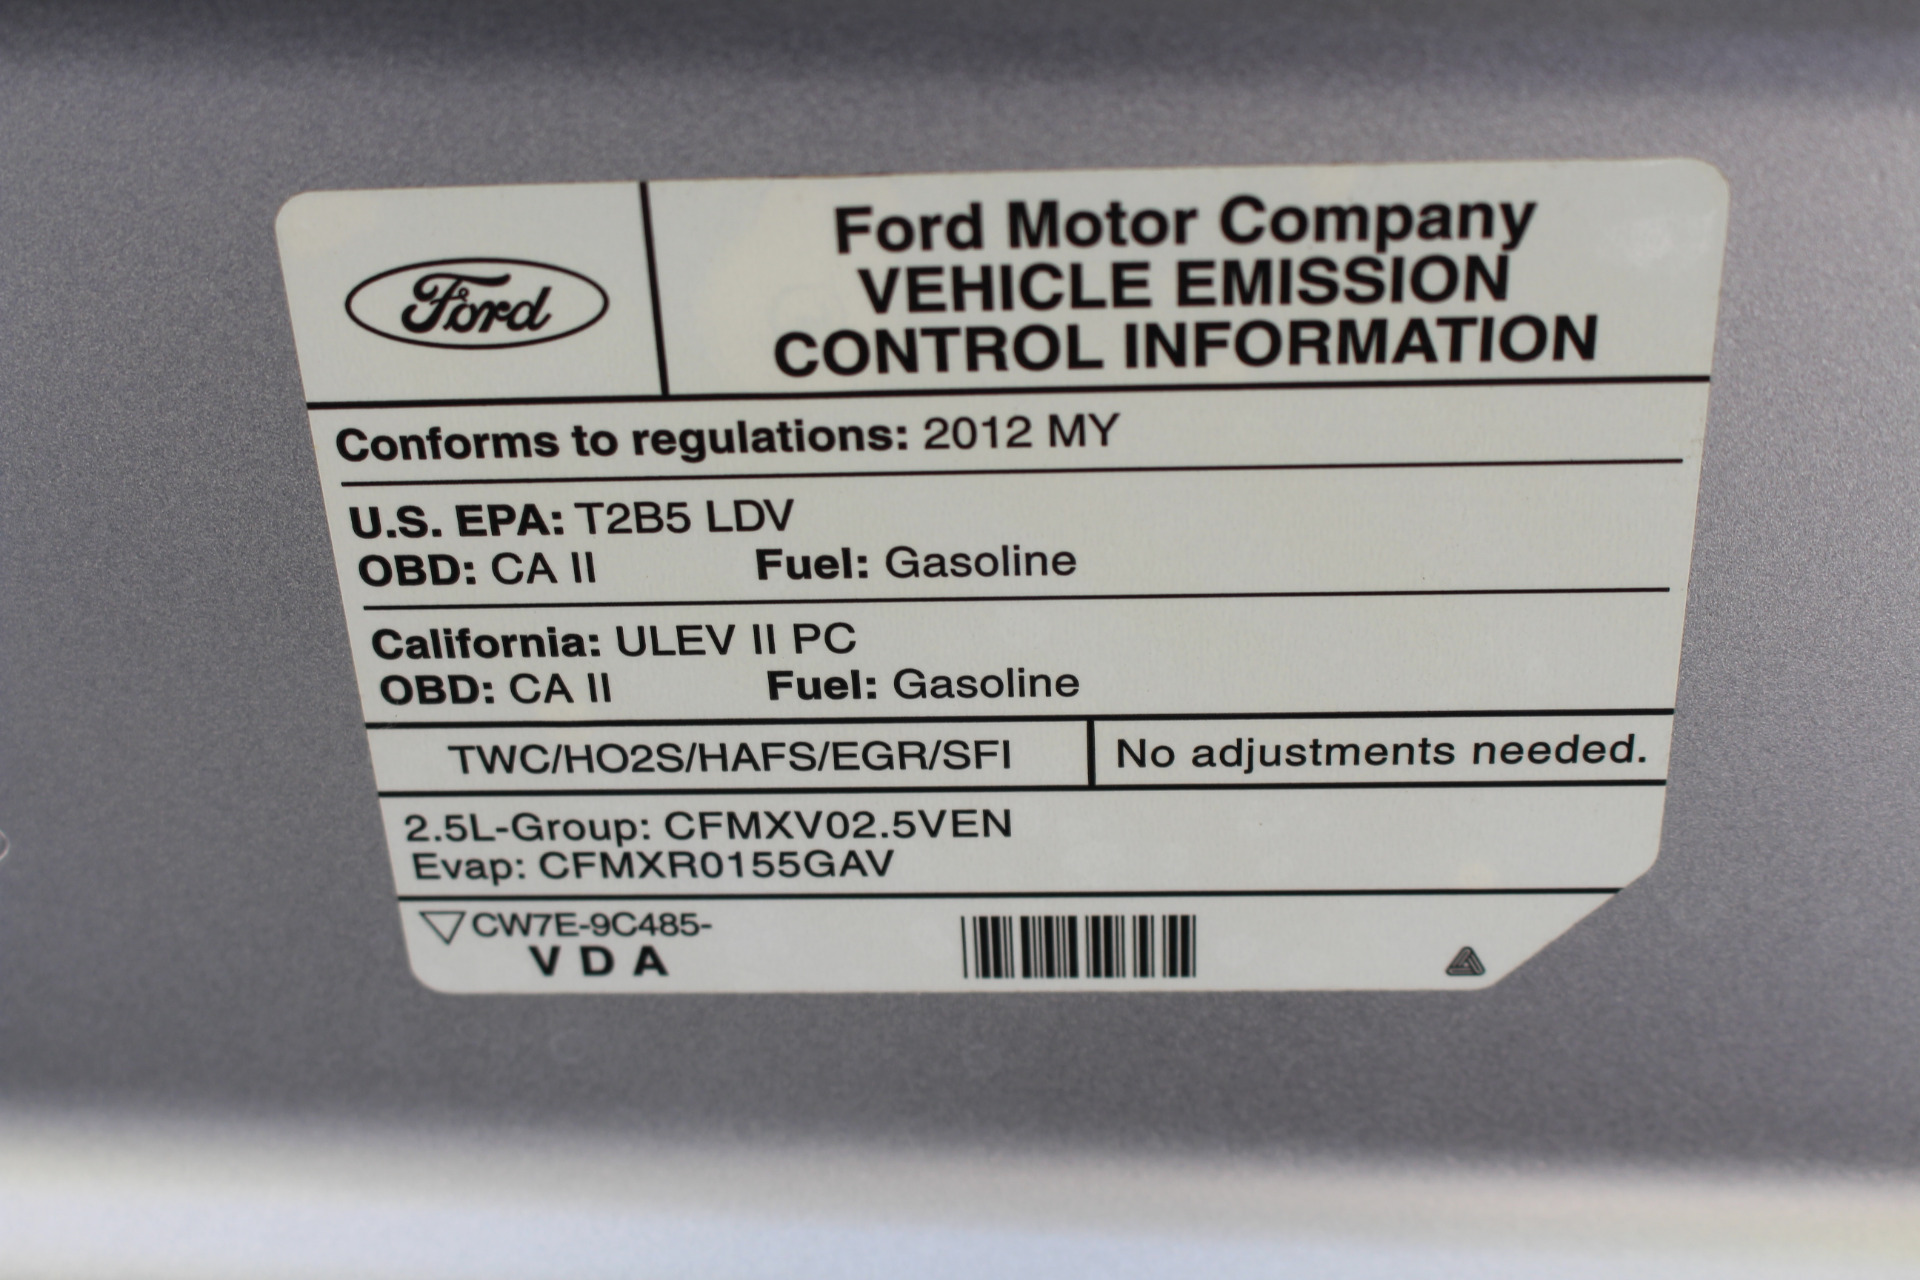 Ford
Ford Motor Company
VEHICLE EMISSION
CONTROL INFORMATION
Conforms to regulations: 2012 MY
U.S. EPA: T2B5 LDV
OBD: CA II Fuel: Gasoline
California: ULEV II PC
OBD: CA II Fuel: Gasoline
TWC/HO2S/HAFS/EGR/SFI No adjustments needed.
2.5L-Group: CFMXV02.5VEN
Evap: CFMXR0155GAV
CW7E-9C485-
V D A